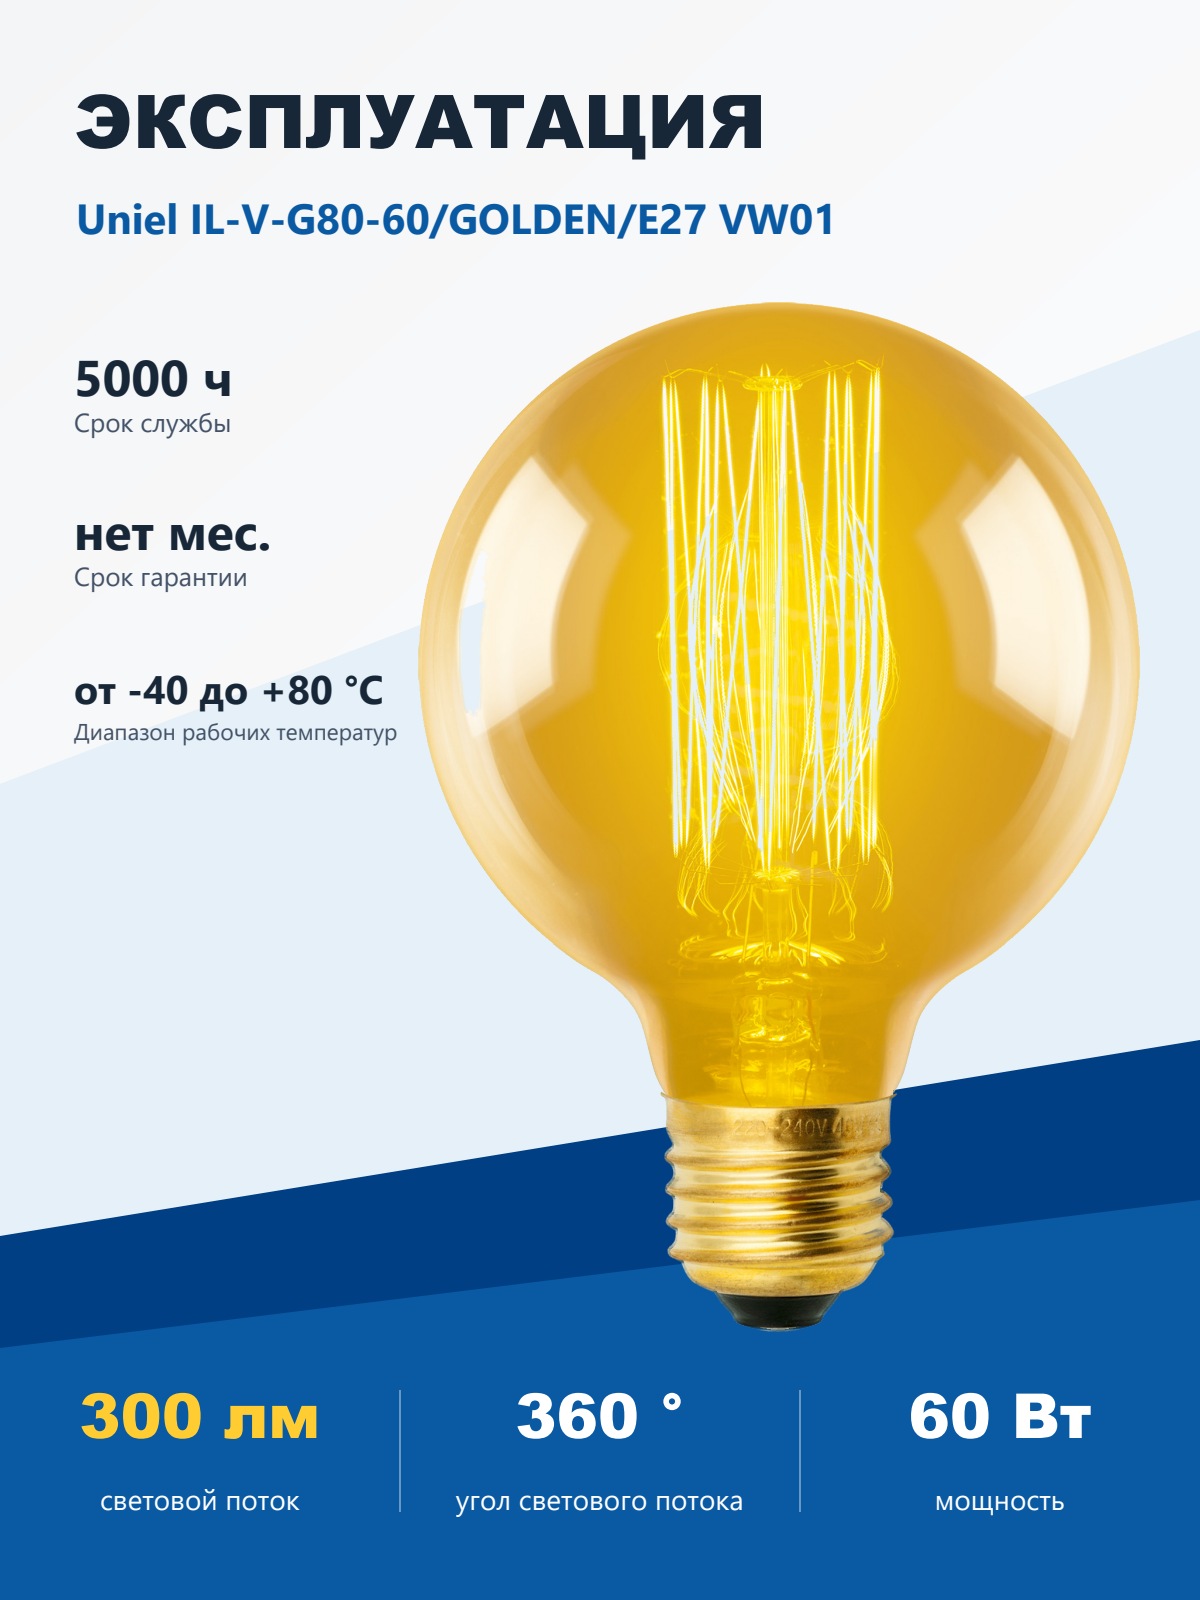 ЭКСПЛУАТАЦИЯ
Uniel IL-V-G80-60/GOLDEN/E27 VW01
5000 ч
Срок службы
нет мес.
Срок гарантии
от -40 до +80 °C
Диапазон рабочих температур
240V
300 лм
световой поток
360 °
угол светового потока
60 Вт
мощность